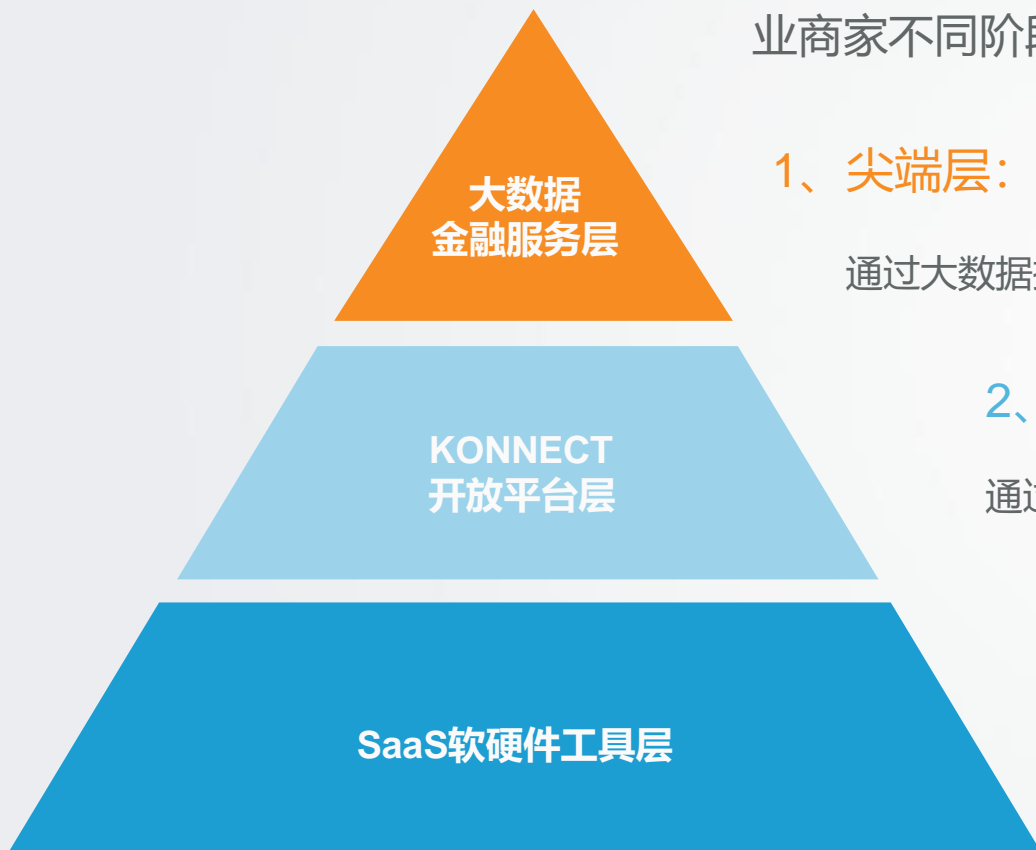 业商家不同阶段
1、尖端层：
大数据
金融服务层
通过大数据
2、
KONNECT
开放平台层
通过
SaaS软硬件工具层